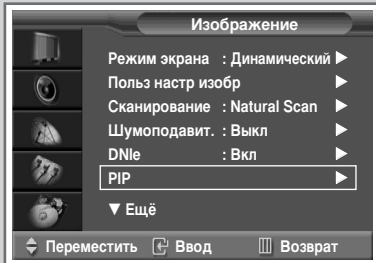 Изображение
Режим экрана : Динамический ▶
Польз настр изобр ▶
Сканирование : Natural Scan ▶
Шумоподавит. : Выкл ▶
DNIe : Вкл ▶
PIP ▶
▼ Ещё
Переместить Ввод Возврат